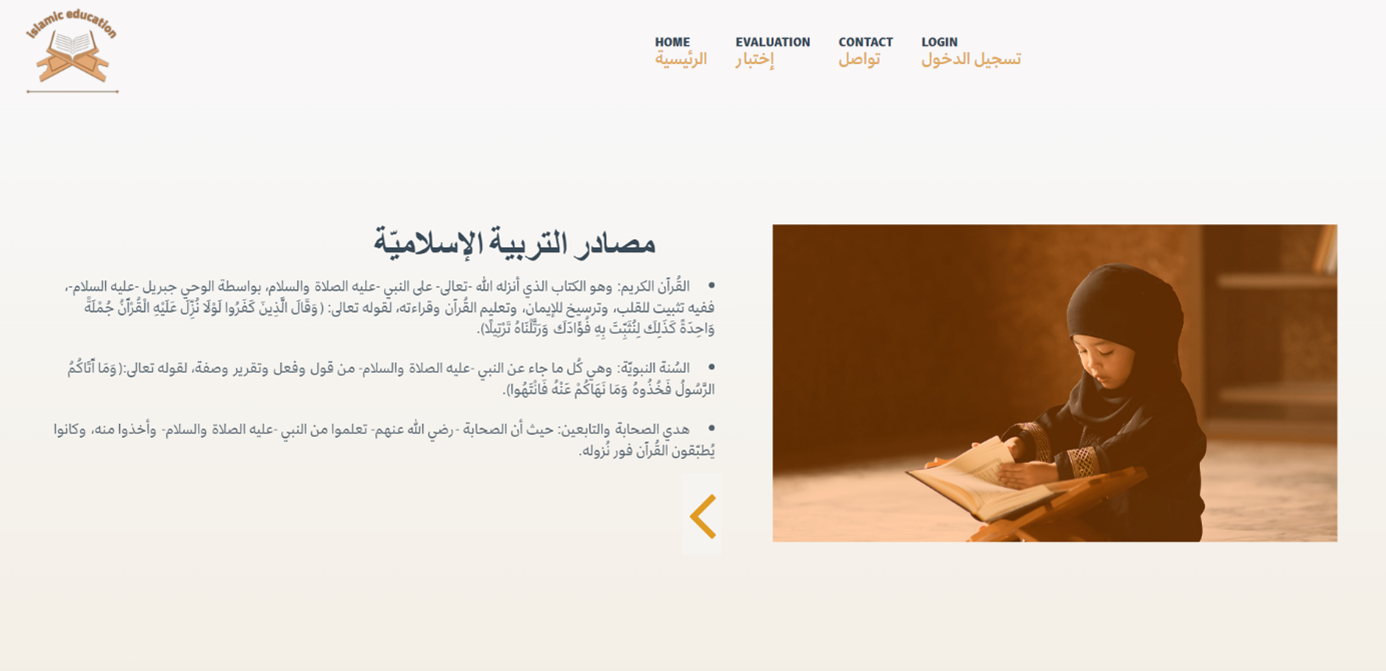 Islamic education
HOME
الرئيسية
EVALUATION
إختبار
CONTACT
تواصل
LOGIN
تسجيل الدخول
مصادر التربية الإسلاميّة
• القُرآن الكريم: وهو الكتاب الذي أنزله الله -تعالى- على النبي -عليه الصلاة والسلام، بواسطة الوحي جبريل -عليه السلام-،
ففيه تثبيت للقلب، وترسيخ للإيمان، وتعليم القُرآن وقراءته، لقوله تعالى: (وَقَالَ الَّذِينَ كَفَرُوا لَوْلَا نُزِّلَ عَلَيْهِ الْقُرْآنُ جُمْلَةً
وَاحِدَةً كَذَلِكَ لِنُثَبِّتَ بِهِ فُؤَادَكَ وَرَتَّلْنَاهُ تَرْتِيلًا).
• السُنة النبويّة: وهي كُل ما جاء عن النبي -عليه الصلاة والسلام- من قول وفعل وتقرير وصفة، لقوله تعالى:(وَمَا آتَاكُمُ
الرَّسُولُ فَخُذُوهُ وَمَا نَهَاكُمْ عَنْهُ فَانْتَهُوا).
• هدي الصحابة والتابعين: حيث أن الصحابة -رضي الله عنهم- تعلموا من النبي -عليه الصلاة والسلام- وأخذوا منه، وكانوا
يُطبّقون القُرآن فور نُزوله.